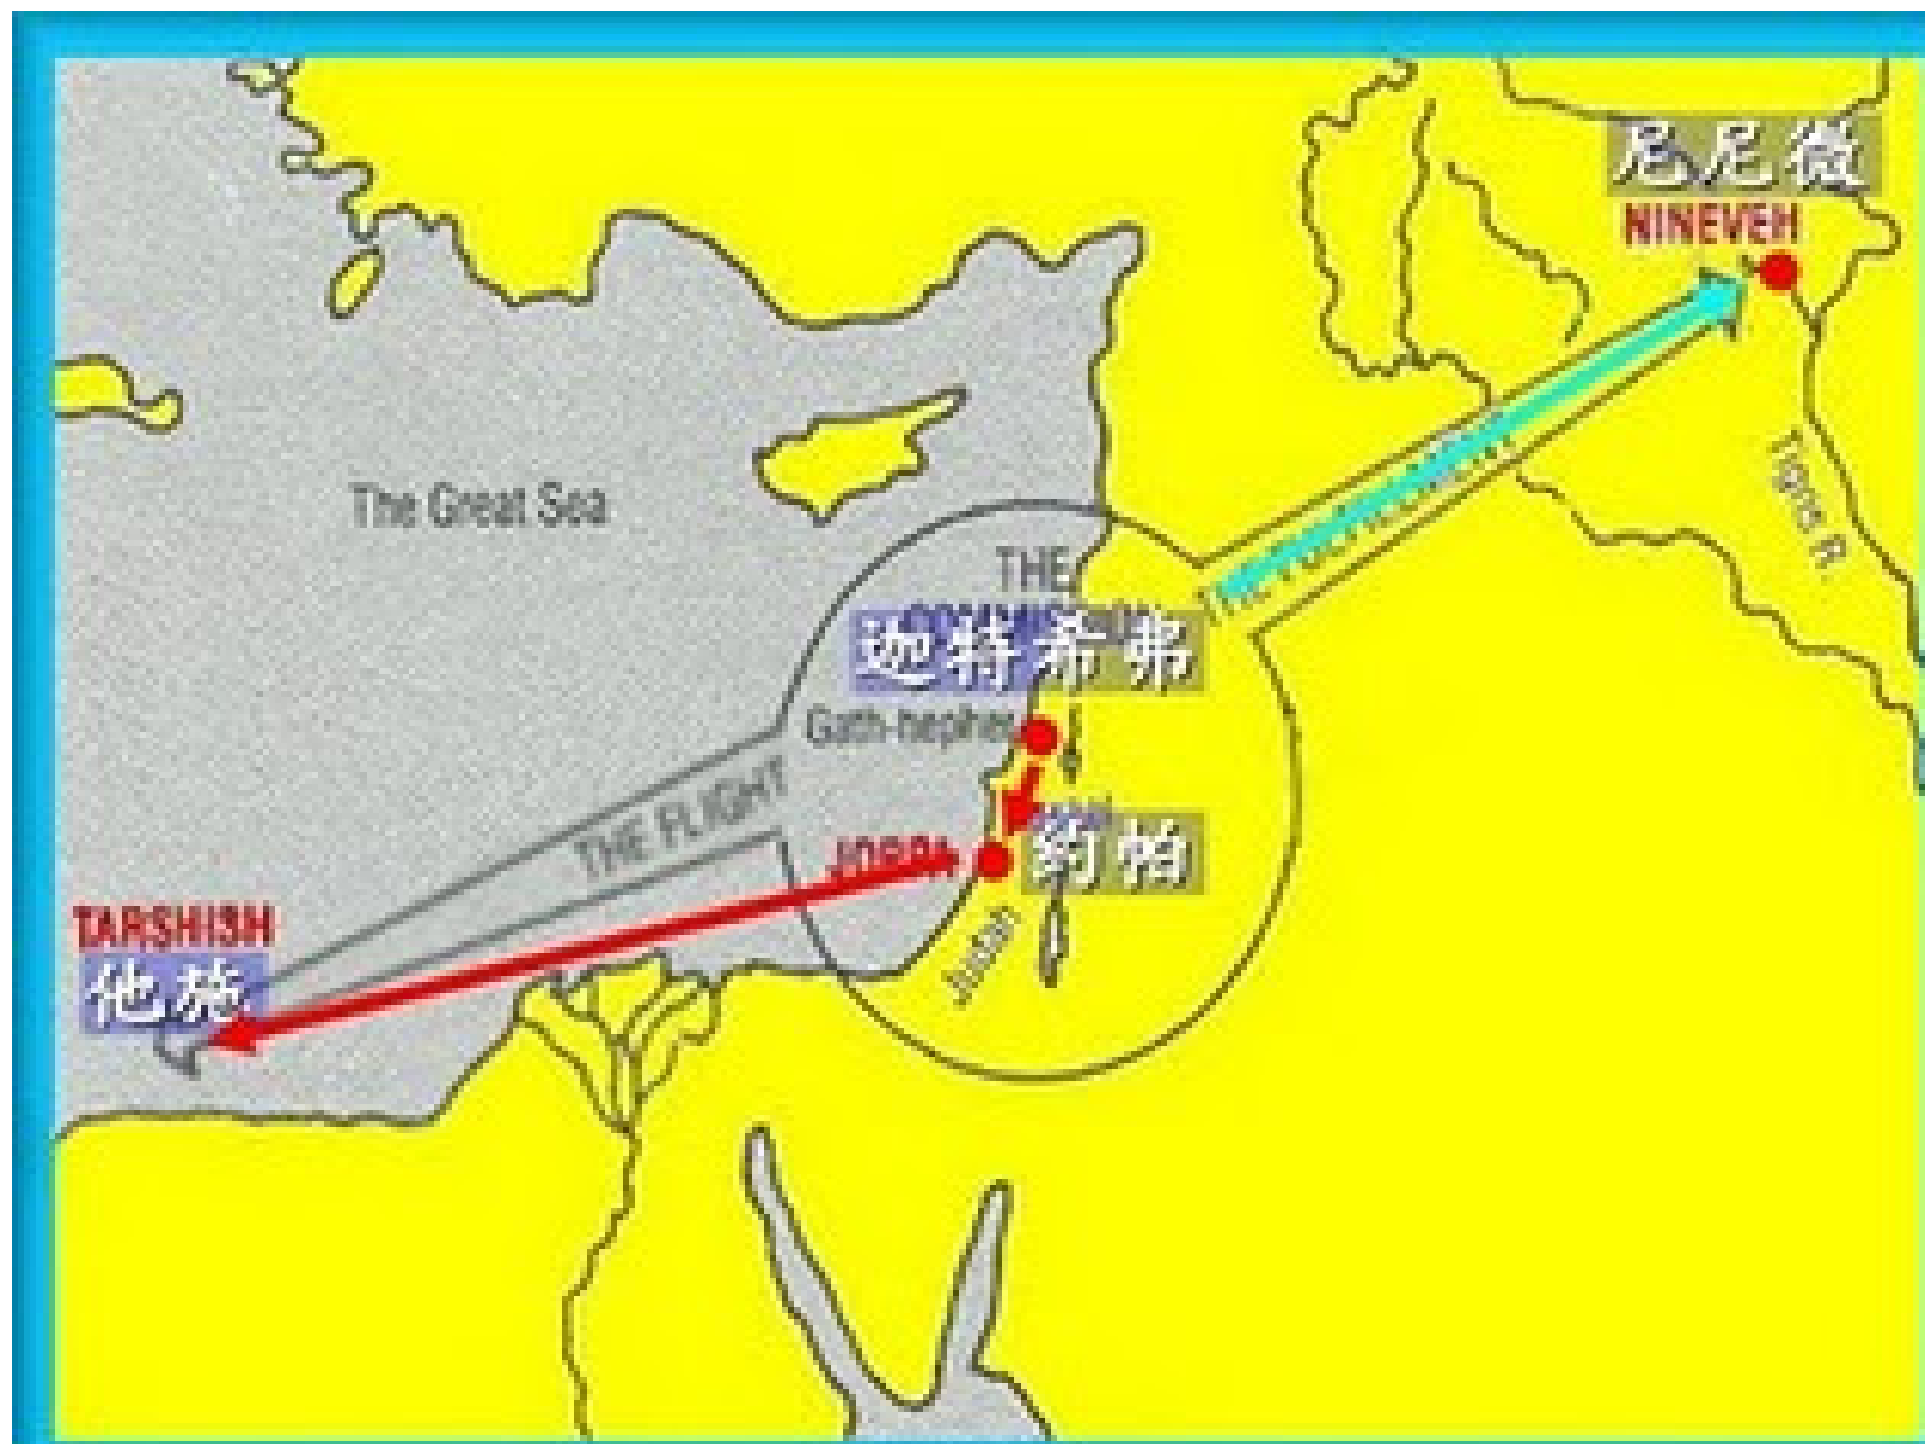 尼尼微
NINEVEH
The Great Sea
Tigris R.
THE
迦特希弗
Gath-hepher
THE FLIGHT
約帕
JOPPA
TARSHISH
他施
Judah